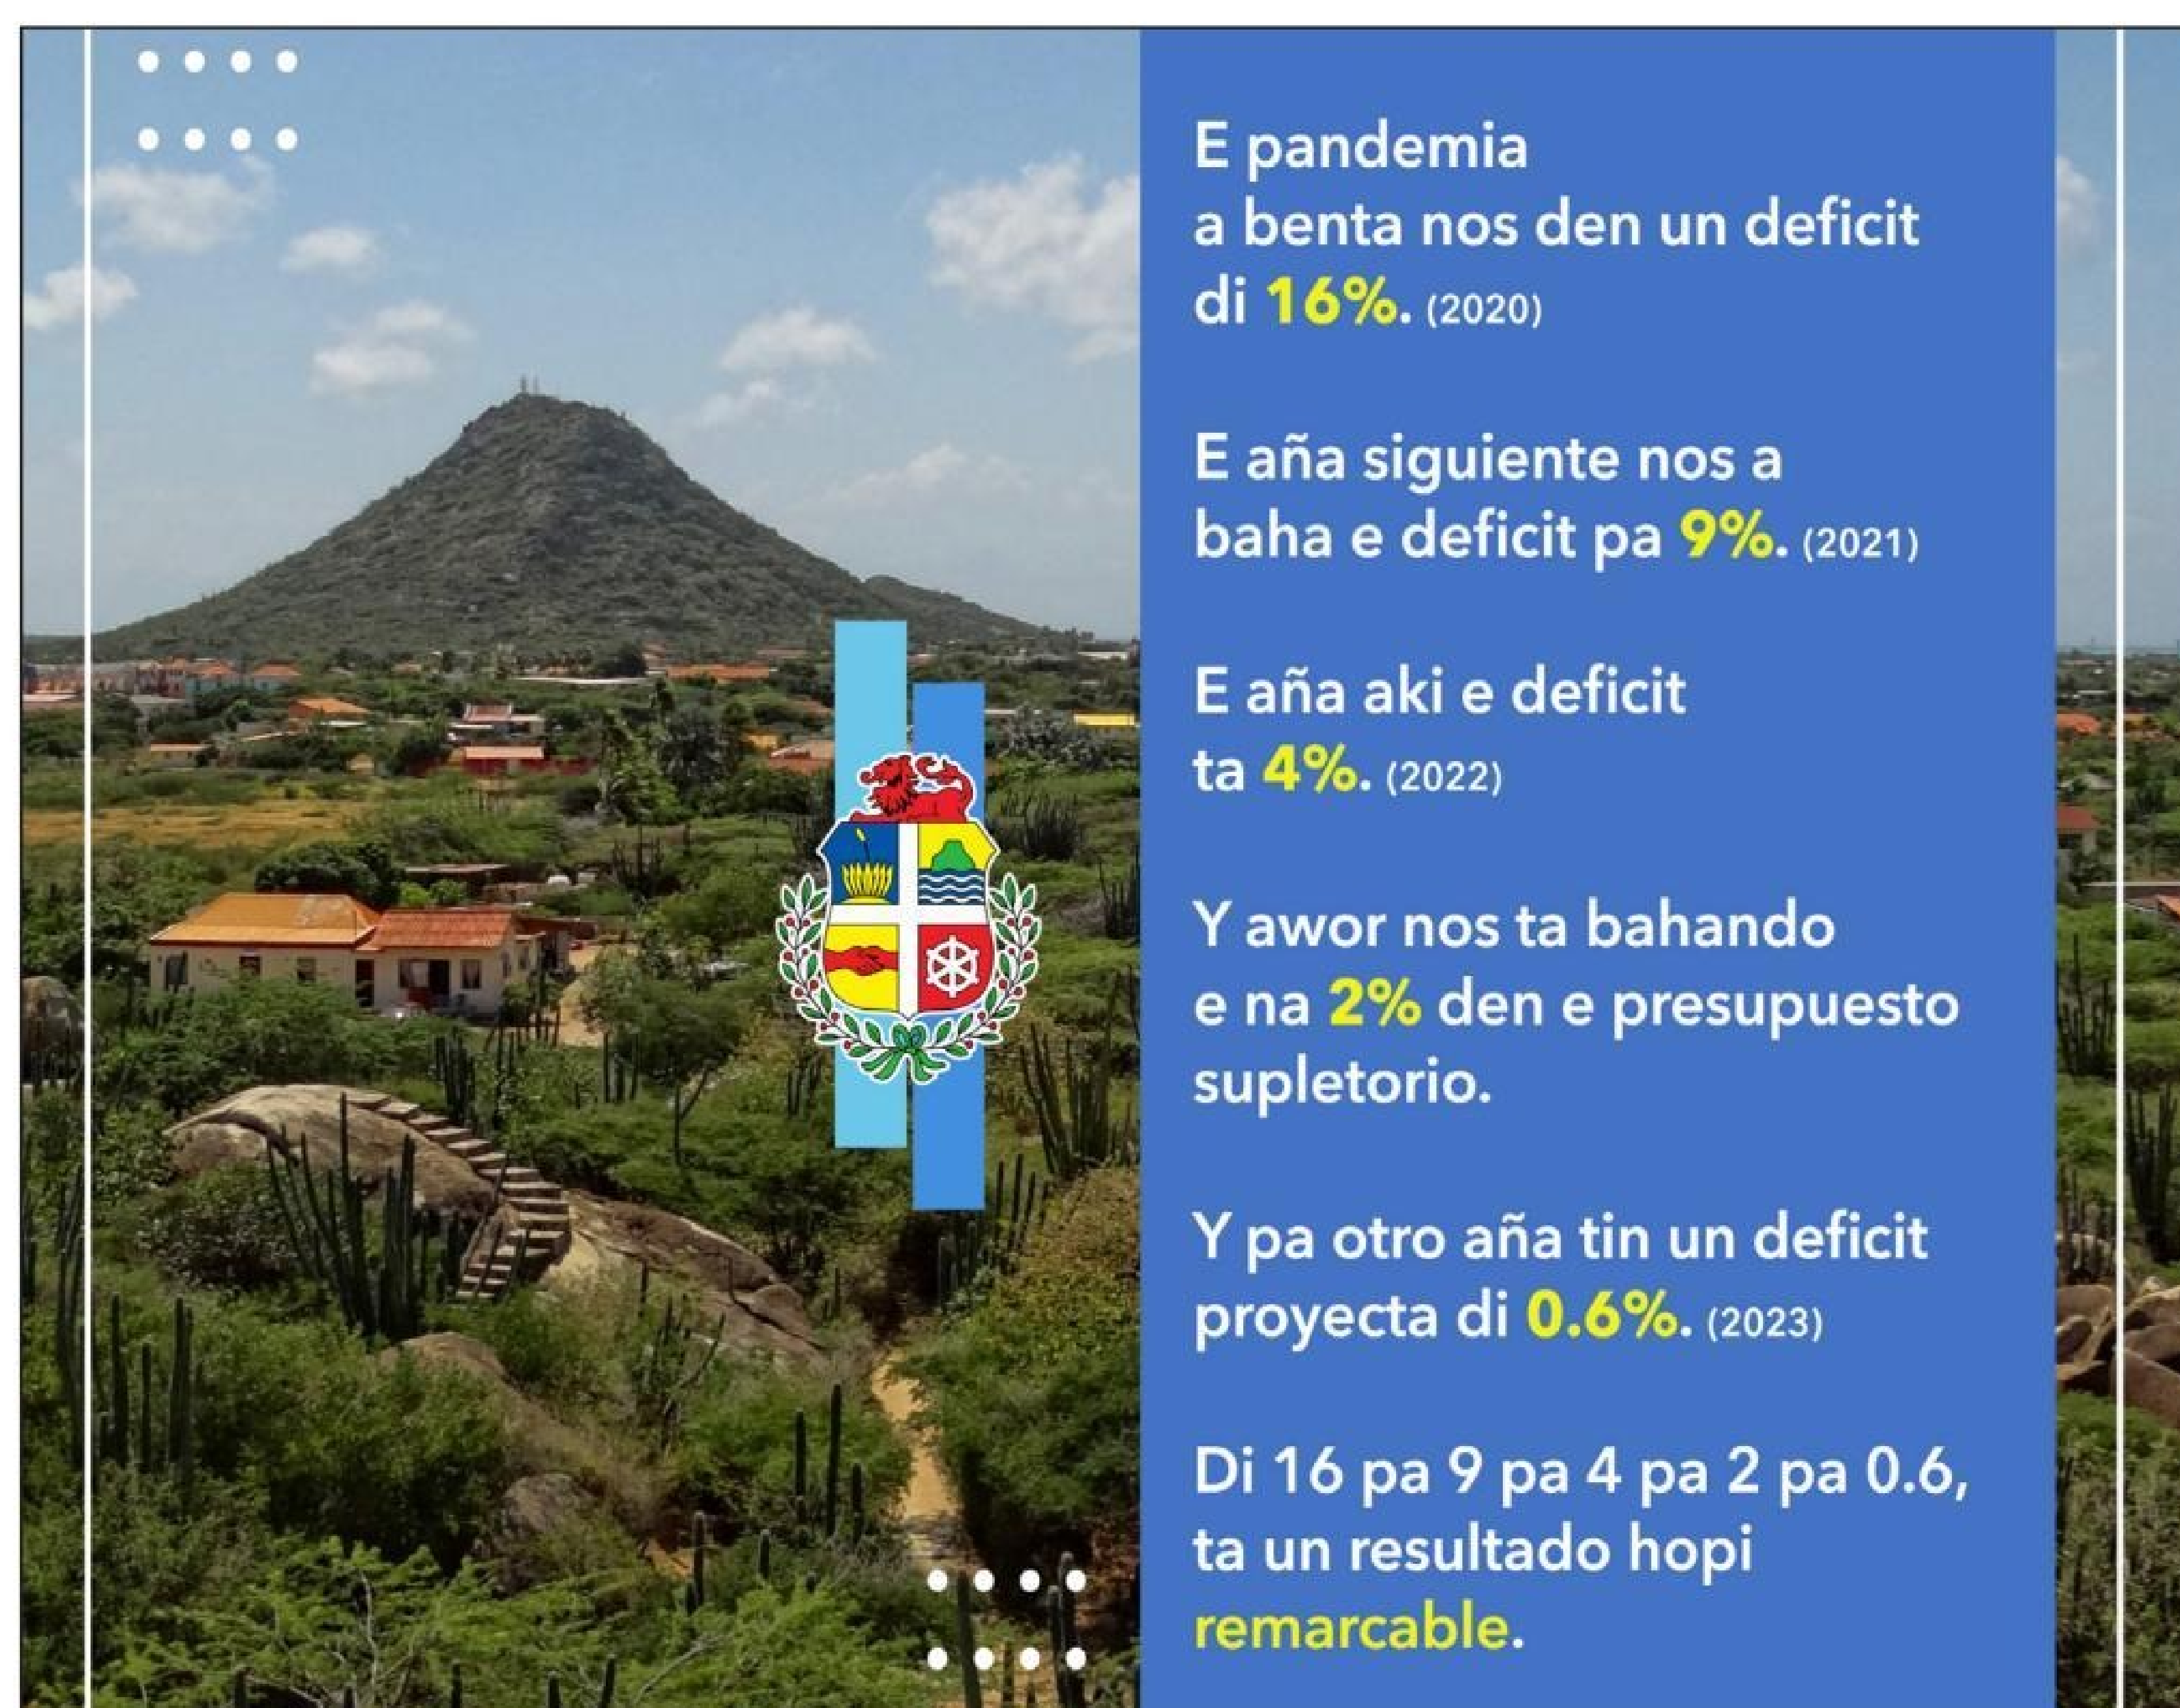 E pandemia
a benta nos den un deficit
di 16%. (2020)
E aña siguiente nos a
baha e deficit pa 9%. (2021)
E aña aki e deficit
ta 4%. (2022)
Y awor nos ta bahando
e na 2% den e presupuesto
supletorio.
Y pa otro aña tin un deficit
proyecta di 0.6%. (2023)
Di 16 pa 9 pa 4 pa 2 pa 0.6,
ta un resultado hopi
remarcable.